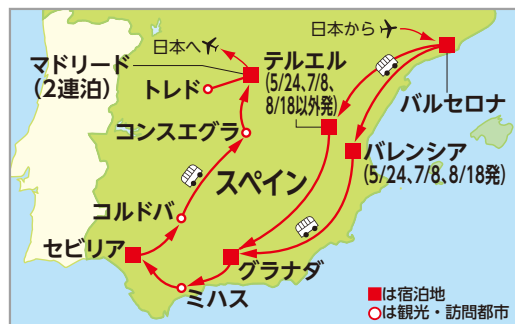 日本へ
日本から
マドリード
(2連泊)
テルエル
(5/24、7/8、
8/18以外発)
トレド
バルセロナ
コンスエグラ
バレンシア
(5/24、7/8、8/18発)
スペイン
コルドバ
セビリア
グラナダ
ミハス
は宿泊地
は観光・訪問都市